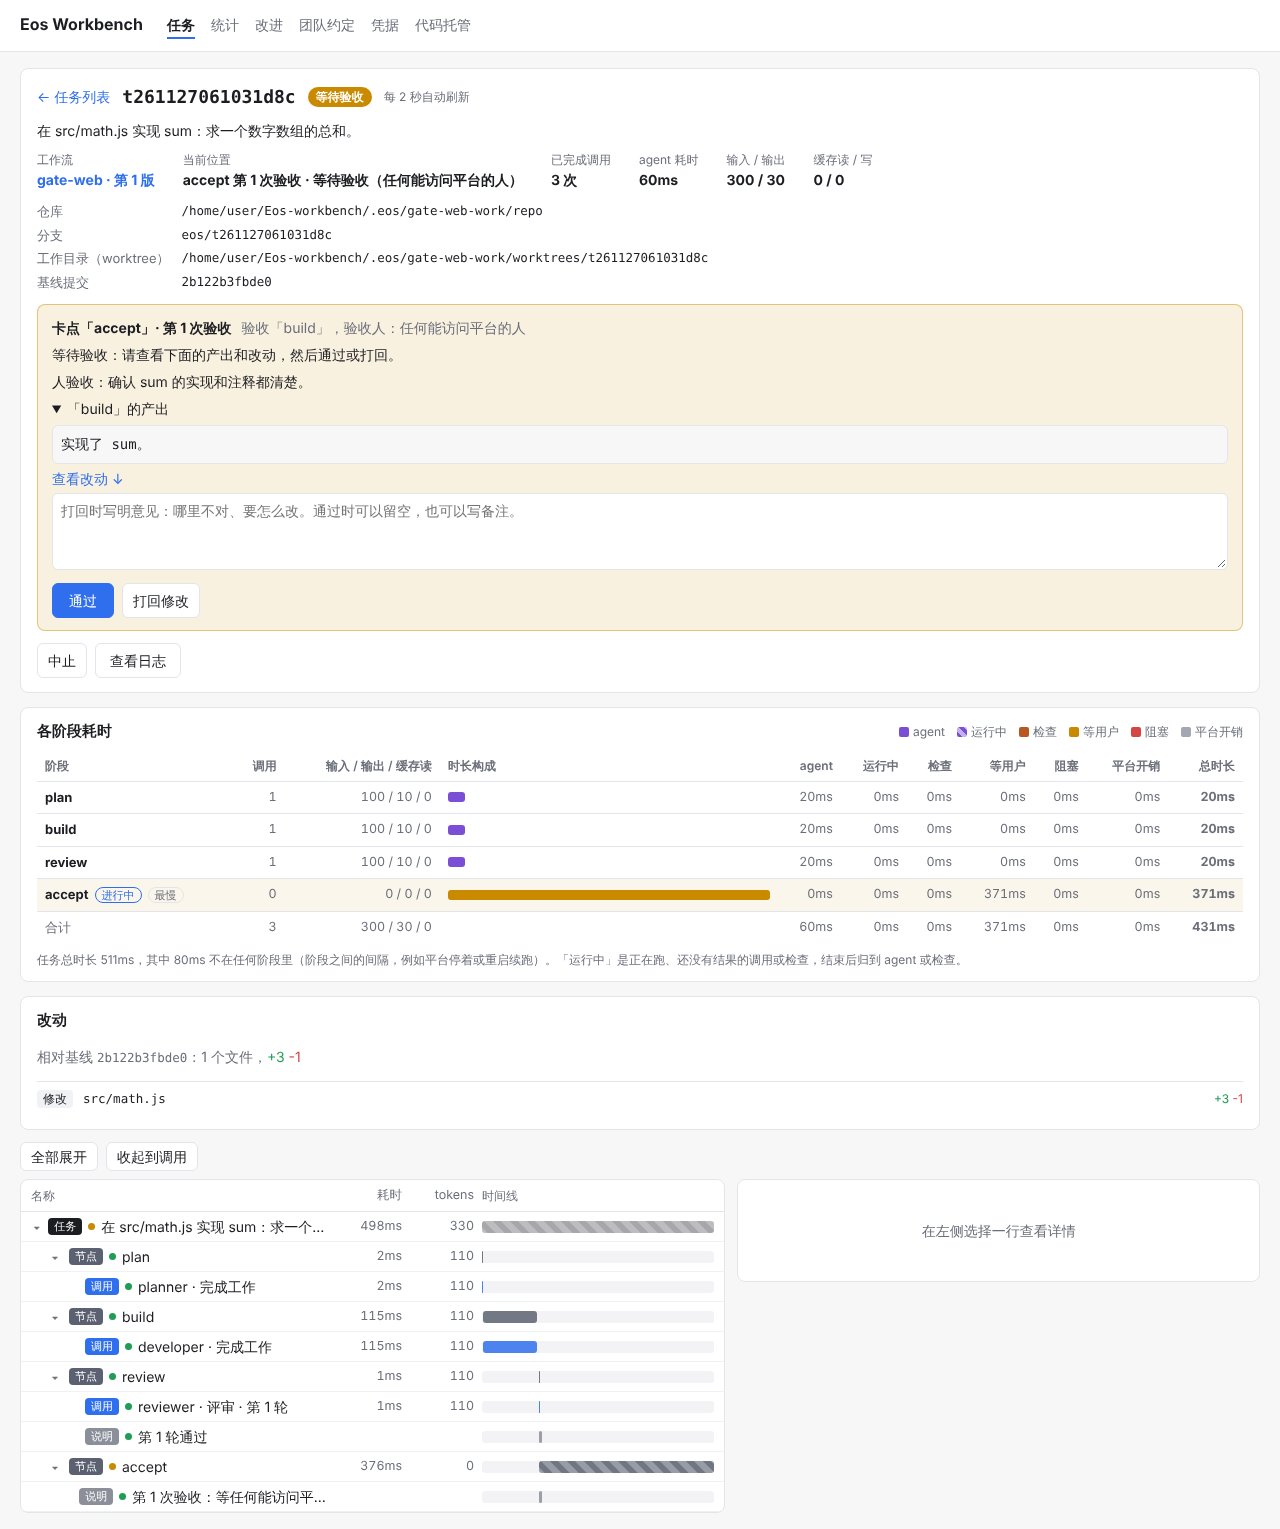 Eos Workbench 任务 统计 改进 团队约定 凭据 代码托管
← 任务列表 t261127061031d8c 等待验收 每 2 秒自动刷新
在 src/math.js 实现 sum：求一个数字数组的总和。
工作流 当前位置 已完成调用 agent 耗时 输入 / 输出 缓存读 / 写
gate-web · 第 1 版 accept 第 1 次验收 · 等待验收（任何能访问平台的人） 3 次 60ms 300 / 30 0 / 0
仓库 /home/user/Eos-workbench/.eos/gate-web-work/repo
分支 eos/t261127061031d8c
工作目录（worktree） /home/user/Eos-workbench/.eos/gate-web-work/worktrees/t261127061031d8c
基线提交 2b122b3fbde0
卡点「accept」· 第 1 次验收 验收「build」，验收人：任何能访问平台的人
等待验收：请查看下面的产出和改动，然后通过或打回。
人验收：确认 sum 的实现和注释都清楚。
▼ 「build」的产出
实现了 sum。
查看改动 ↓
打回时写明意见：哪里不对、要怎么改。通过时可以留空，也可以写备注。
通过 打回修改
中止 查看日志
各阶段耗时 agent 运行中 检查 等用户 阻塞 平台开销
阶段 调用 输入 / 输出 / 缓存读 时长构成 agent 运行中 检查 等用户 阻塞 平台开销 总时长
plan 1 100 / 10 / 0 20ms 0ms 0ms 0ms 0ms 0ms 20ms
build 1 100 / 10 / 0 20ms 0ms 0ms 0ms 0ms 0ms 20ms
review 1 100 / 10 / 0 20ms 0ms 0ms 0ms 0ms 0ms 20ms
accept 进行中 最慢 0 0 / 0 / 0 0ms 0ms 0ms 371ms 0ms 0ms 371ms
合计 3 300 / 30 / 0 60ms 0ms 0ms 371ms 0ms 0ms 431ms
任务总时长 511ms，其中 80ms 不在任何阶段里（阶段之间的间隔，例如平台停着或重启续跑）。「运行中」是正在跑、还没有结果的调用或检查，结束后归到 agent 或检查。
改动
相对基线 2b122b3fbde0：1 个文件，+3 -1
修改 src/math.js +3 -1
全部展开 收起到调用
名称 耗时 tokens 时间线
任务 在 src/math.js 实现 sum：求一个... 498ms 330
在左侧选择一行查看详情
节点 plan 2ms 110
调用 planner · 完成工作 2ms 110
节点 build 115ms 110
调用 developer · 完成工作 115ms 110
节点 review 1ms 110
调用 reviewer · 评审 · 第 1 轮 1ms 110
说明 第 1 轮通过
节点 accept 376ms 0
说明 第 1 次验收：等任何能访问平...